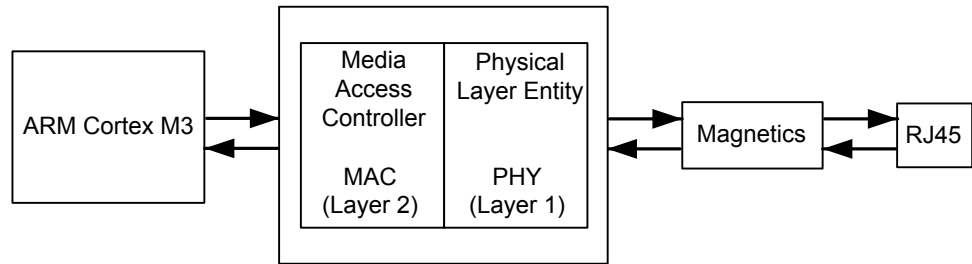 ARM Cortex M3
Media
Access
Controller
MAC
(Layer 2)
Physical
Layer Entity
PHY
(Layer 1)
Magnetics
RJ45